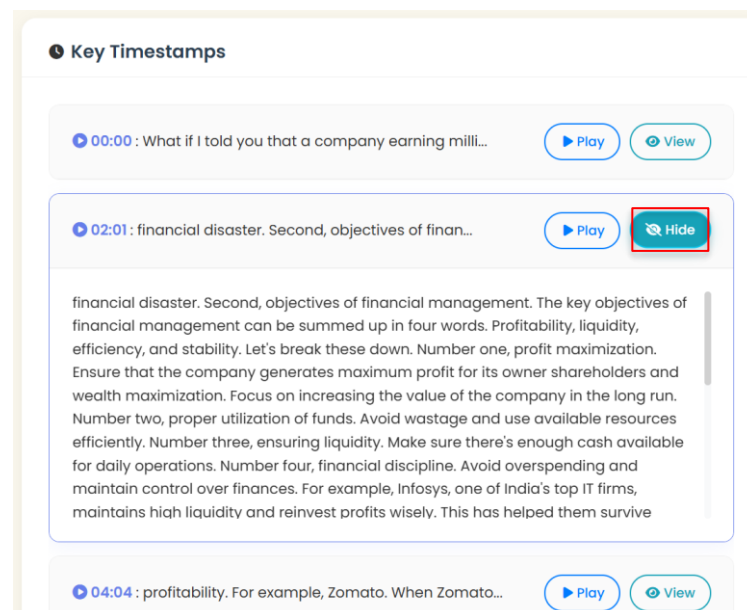 Key Timestamps
00:00 : What if I told you that a company earning milli... Play View
02:01 : financial disaster. Second, objectives of finan... Play Hide
financial disaster. Second, objectives of financial management. The key objectives of
financial management can be summed up in four words. Profitability, liquidity,
efficiency, and stability. Let's break these down. Number one, profit maximization.
Ensure that the company generates maximum profit for its owner shareholders and
wealth maximization. Focus on increasing the value of the company in the long run.
Number two, proper utilization of funds. Avoid wastage and use available resources
efficiently. Number three, ensuring liquidity. Make sure there's enough cash available
for daily operations. Number four, financial discipline. Avoid overspending and
maintain control over finances. For example, Infosys, one of India's top IT firms,
maintains high liquidity and reinvest profits wisely. This has helped them survive
04:04 : profitability. For example, Zomato. When Zomato... Play View